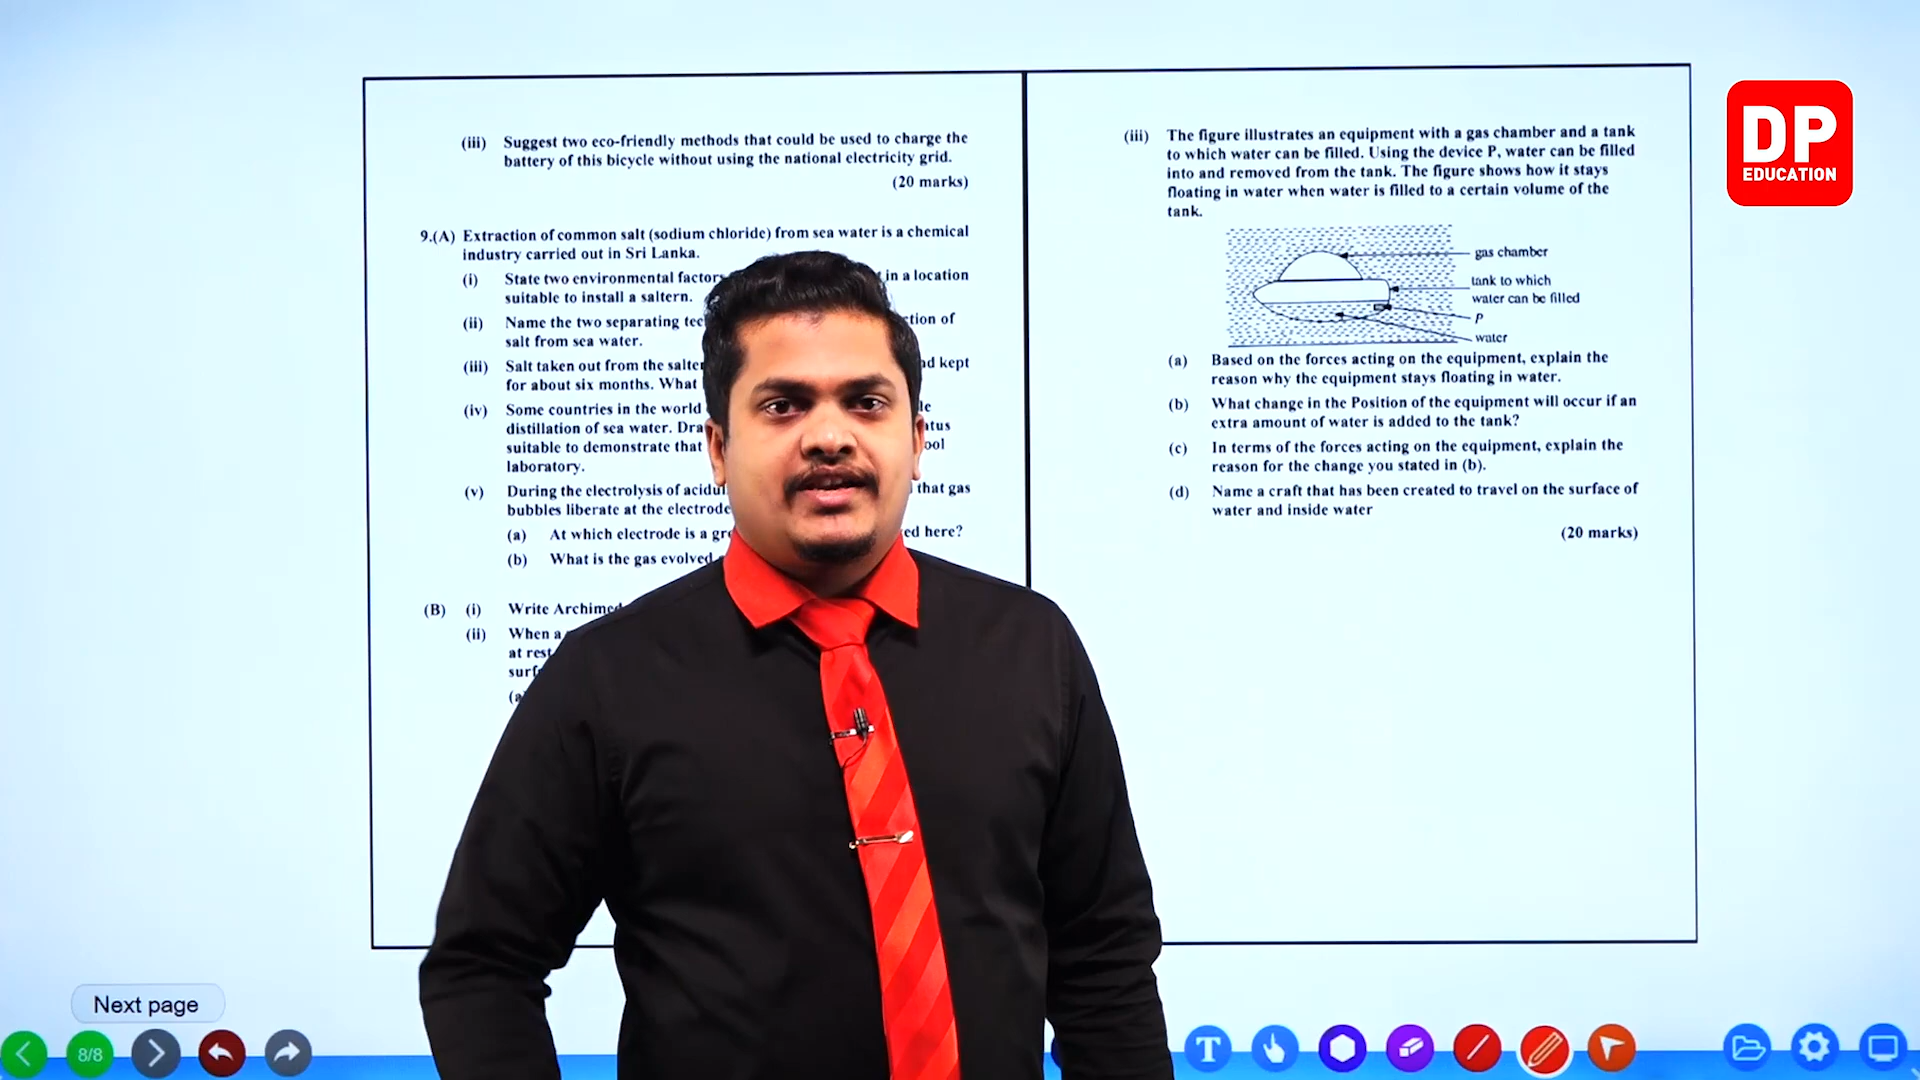 (iii) Suggest two eco-friendly methods that could be used to charge the
battery of this bicycle without using the national electricity grid.
(20 marks)
9.(A) Extraction of common salt (sodium chloride) from sea water is a chemical
industry carried out in Sri Lanka.
(i) State two environmental factors in a location
suitable to install a saltern.
(ii) Name the two separating of
salt from sea water.
(iii) Salt taken out from the kept
for about six months. What
(iv) Some countries in the world
distillation of sea water.
suitable to demonstrate that
laboratory.
(v) During the electrolysis of that gas
bubbles liberate at the electrode
(a) At which electrode is a here?
(b) What is the gas evolved
(B) (i) Write
(ii) When a
at rest
(iii) The figure illustrates an equipment with a gas chamber and a tank
to which water can be filled. Using the device P, water can be filled
into and removed from the tank. The figure shows how it stays
floating in water when water is filled to a certain volume of the
tank.
gas chamber
tank to which
water can be filled
P
water
(a) Based on the forces acting on the equipment, explain the
reason why the equipment stays floating in water.
(b) What change in the Position of the equipment will occur if an
extra amount of water is added to the tank?
(c) In terms of the forces acting on the equipment, explain the
reason for the change you stated in (b).
(d) Name a craft that has been created to travel on the surface of
water and inside water
(20 marks)
DP
EDUCATION
Next page
8/8
T